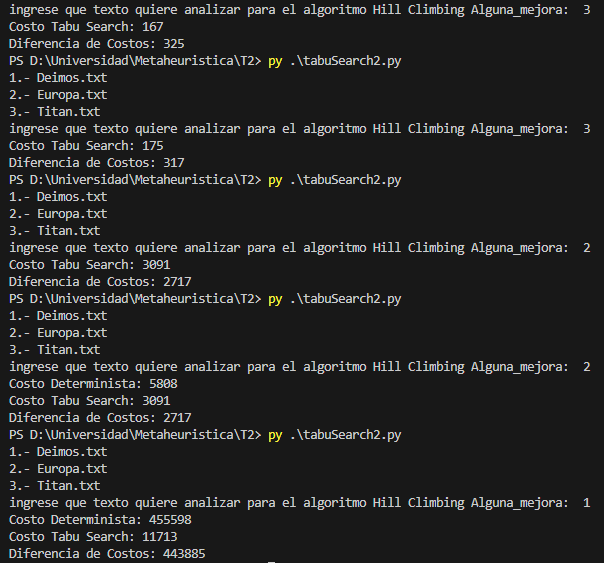 ingrese que texto quiere analizar para el algoritmo Hill Climbing Alguna_mejora:  3
Costo Tabu Search: 167
Diferencia de Costos: 325
PS D:\Universidad\Metaheuristica\T2> py .\tabuSearch2.py
1.- Deimos.txt
2.- Europa.txt
3.- Titan.txt
ingrese que texto quiere analizar para el algoritmo Hill Climbing Alguna_mejora:  3
Costo Tabu Search: 175
Diferencia de Costos: 317
PS D:\Universidad\Metaheuristica\T2> py .\tabuSearch2.py
1.- Deimos.txt
2.- Europa.txt
3.- Titan.txt
ingrese que texto quiere analizar para el algoritmo Hill Climbing Alguna_mejora:  2
Costo Tabu Search: 3091
Diferencia de Costos: 2717
PS D:\Universidad\Metaheuristica\T2> py .\tabuSearch2.py
1.- Deimos.txt
2.- Europa.txt
3.- Titan.txt
ingrese que texto quiere analizar para el algoritmo Hill Climbing Alguna_mejora:  2
Costo Determinista: 5808
Costo Tabu Search: 3091
Diferencia de Costos: 2717
PS D:\Universidad\Metaheuristica\T2> py .\tabuSearch2.py
1.- Deimos.txt
2.- Europa.txt
3.- Titan.txt
ingrese que texto quiere analizar para el algoritmo Hill Climbing Alguna_mejora:  1
Costo Determinista: 455598
Costo Tabu Search: 11713
Diferencia de Costos: 443885